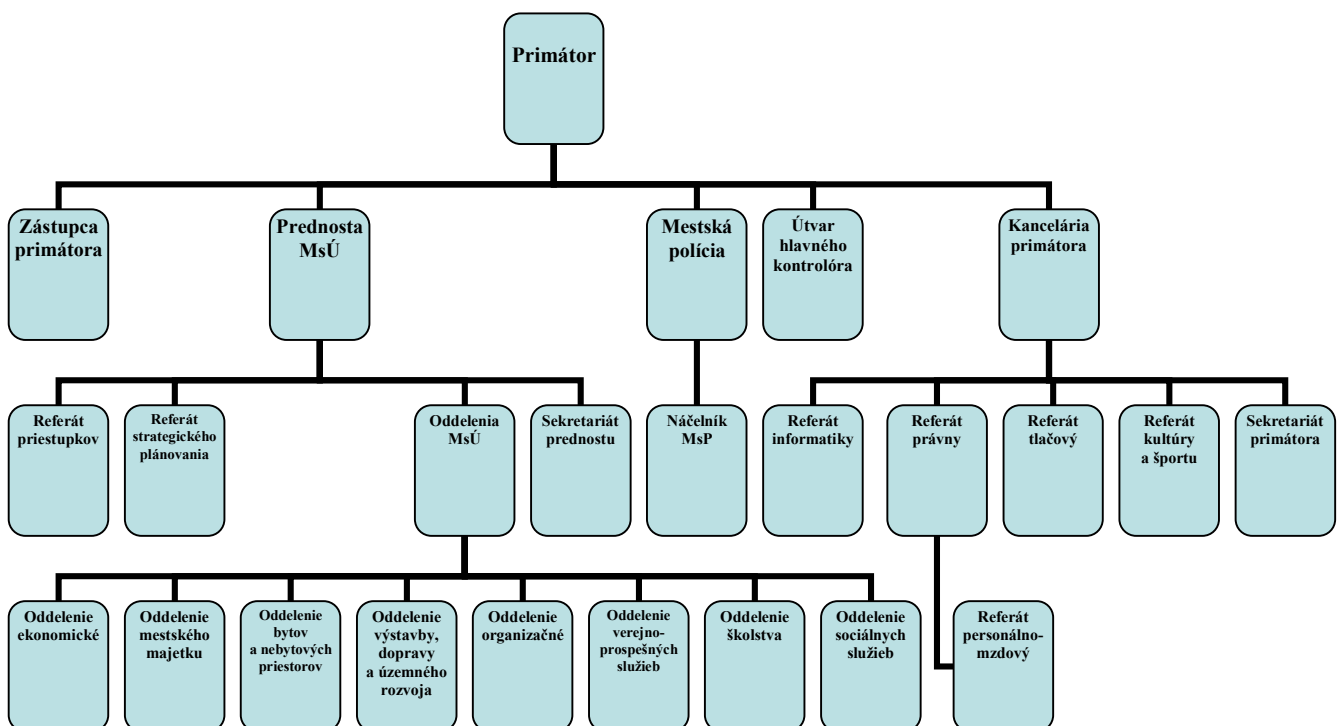 Primátor
Zástupca
primátora
Prednosta
MsÚ
Mestská
polícia
Útvar
hlavného
kontrolóra
Kancelária
primátora
Referát
priestupkov
Referát
strategického
plánovania
Oddelenia
MsÚ
Sekretariát
prednostu
Náčelník
MsP
Referát
informatiky
Referát
právny
Referát
tlačový
Referát
kultúry
a športu
Sekretariát
primátora
Oddelenie
ekonomické
Oddelenie
mestského
majetku
Oddelenie
bytov
a nebytových
priestorov
Oddelenie
výstavby,
dopravy
a územného
rozvoja
Oddelenie
organizačné
Oddelenie
verejno-
prospešných
služieb
Oddelenie
školstva
Oddelenie
sociálnych
služieb
Referát
personálno-
mzdový